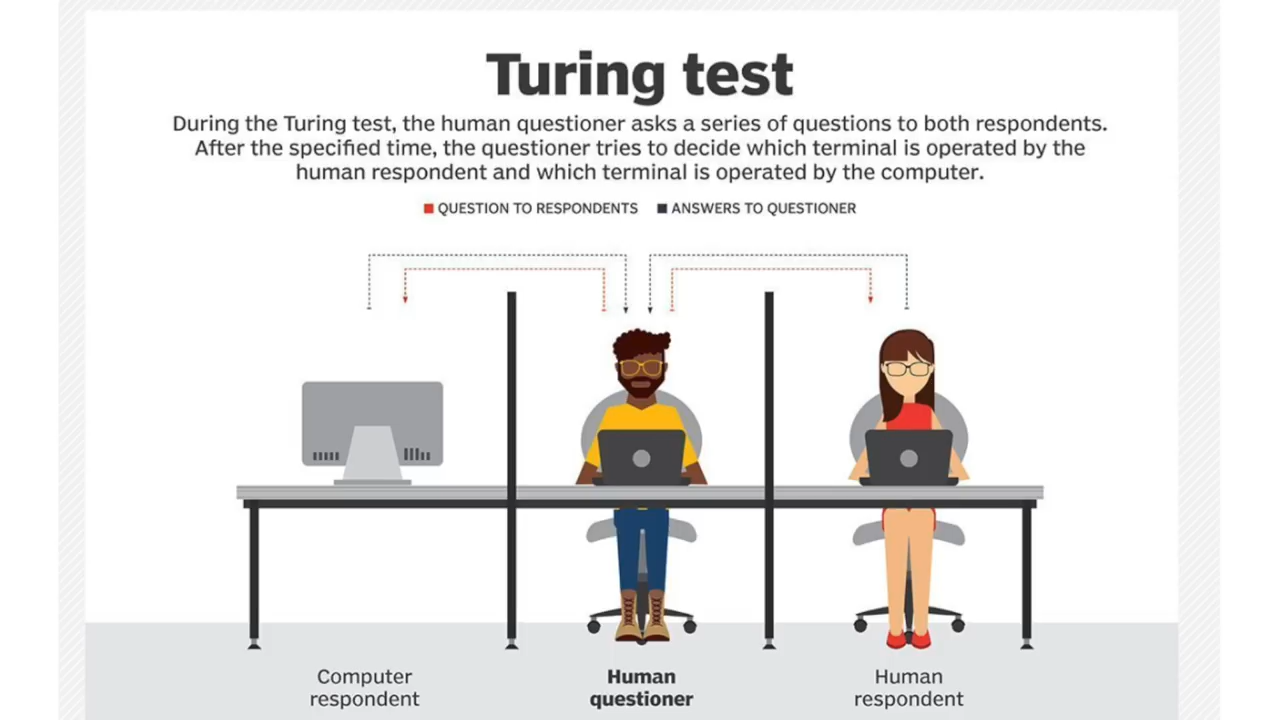 Turing test
During the Turing test, the human questioner asks a series of questions to both respondents.
After the specified time, the questioner tries to decide which terminal is operated by the
human respondent and which terminal is operated by the computer.
QUESTION TO RESPONDENTS ANSWERS TO QUESTIONER
Computer
respondent
Human
questioner
Human
respondent